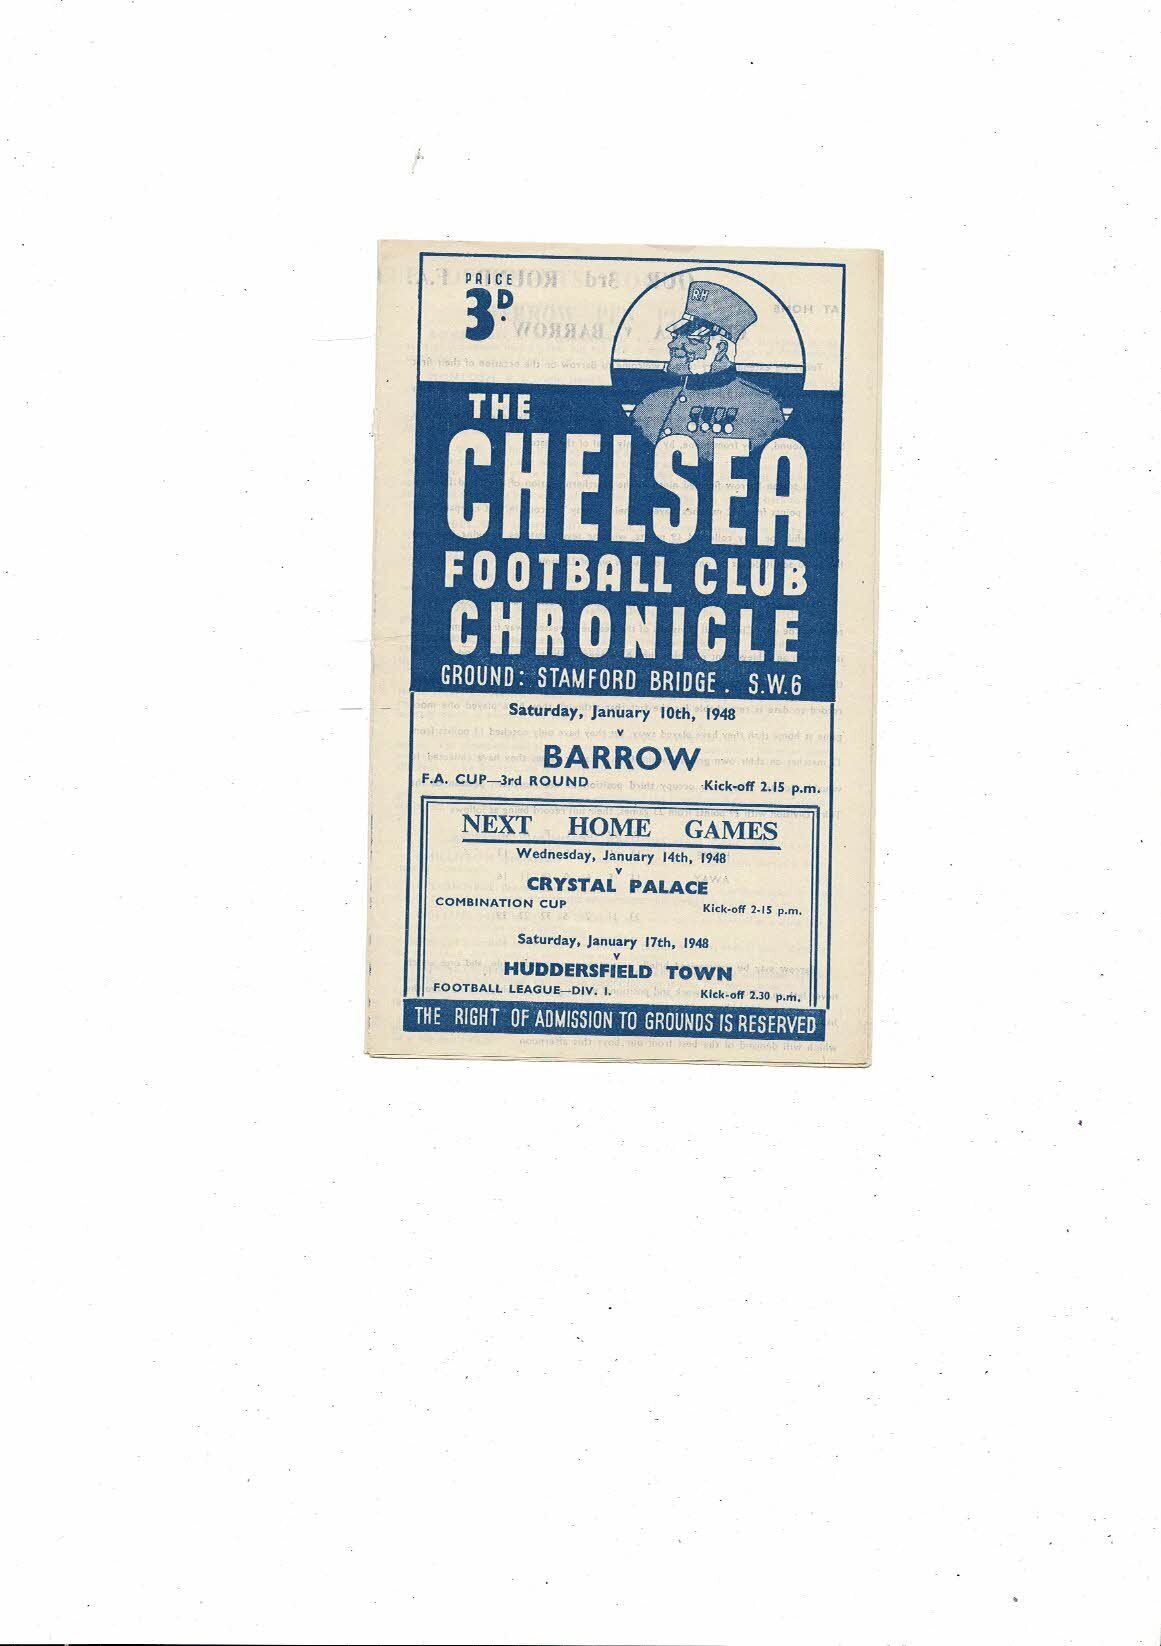 PRICE
3D.
RH
THE
CHELSEA
FOOTBALL CLUB
CHRONICLE
GROUND: STAMFORD BRIDGE. S.W.6
Saturday, January 10th, 1948
v
BARROW
F.A. CUP—3rd ROUND Kick-off 2.15 p.m.
NEXT HOME GAMES
Wednesday, January 14th, 1948
v
CRYSTAL PALACE
COMBINATION CUP Kick-off 2-15 p.m.
Saturday, January 17th, 1948
v
HUDDERSFIELD TOWN
FOOTBALL LEAGUE—DIV. I. Kick-off 2.30 p.m.
THE RIGHT OF ADMISSION TO GROUNDS IS RESERVED